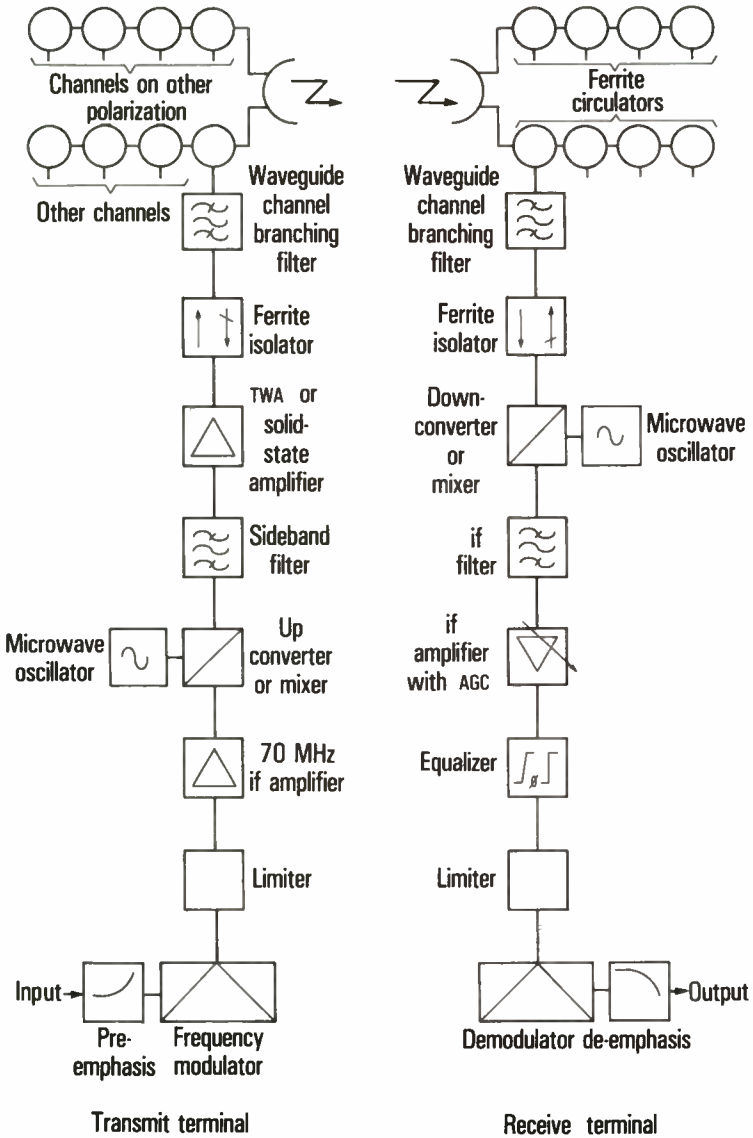 Channels on other
polarization
Ferrite
circulators
Other channels
Waveguide
channel
branching
filter
Waveguide
channel
branching
filter
Ferrite
isolator
Ferrite
isolator
TWA or
solid-
state
amplifier
Down-
converter
or
mixer
Microwave
oscillator
Sideband
filter
if
filter
Microwave
oscillator
Up
converter
or mixer
if
amplifier
with AGC
70 MHz
if amplifier
Equalizer
Limiter
Limiter
Input
Output
Pre-
emphasis
Frequency
modulator
Demodulator de-emphasis
Transmit terminal
Receive terminal